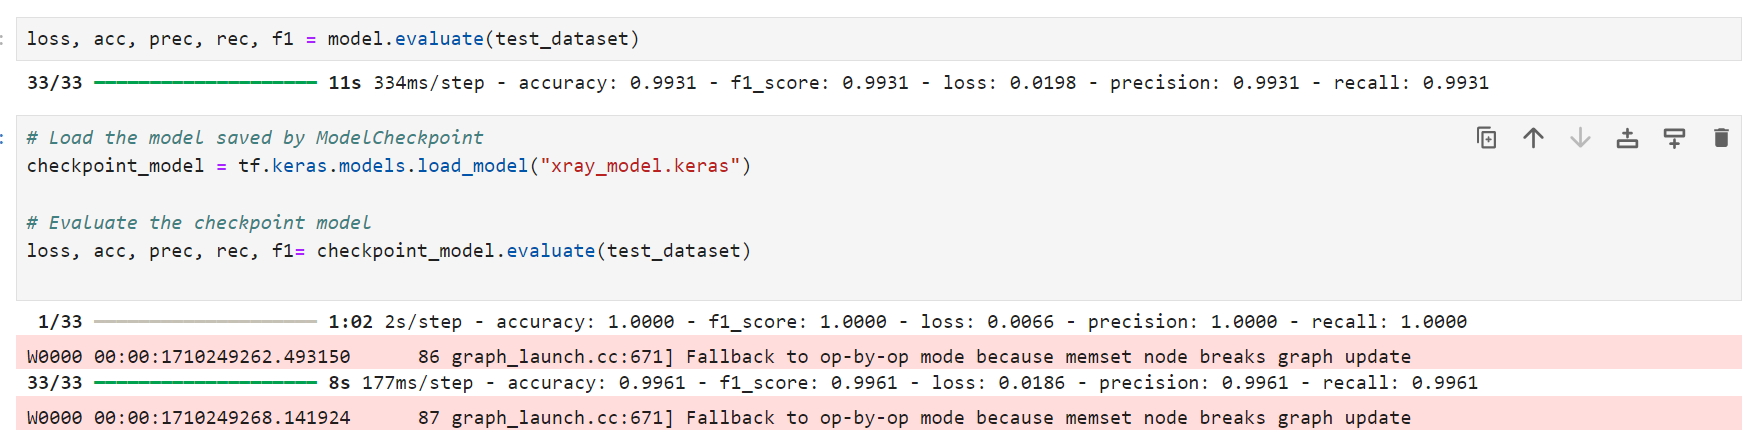 loss, acc, prec, rec, f1 = model.evaluate(test_dataset)
33/33 ━━━━━━━━━━━━━━━━━━━━ 11s 334ms/step - accuracy: 0.9931 - f1_score: 0.9931 - loss: 0.0198 - precision: 0.9931 - recall: 0.9931
# Load the model saved by ModelCheckpoint
checkpoint_model = tf.keras.models.load_model("xray_model.keras")
# Evaluate the checkpoint model
loss, acc, prec, rec, f1= checkpoint_model.evaluate(test_dataset)
1/33 ━━━━━━━━━━━━━━━━━━━━ 1:02 2s/step - accuracy: 1.0000 - f1_score: 1.0000 - loss: 0.0066 - precision: 1.0000 - recall: 1.0000
W0000 00:00:1710249262.493150      86 graph_launch.cc:671] Fallback to op-by-op mode because memset node breaks graph update
33/33 ━━━━━━━━━━━━━━━━━━━━ 8s 177ms/step - accuracy: 0.9961 - f1_score: 0.9961 - loss: 0.0186 - precision: 0.9961 - recall: 0.9961
W0000 00:00:1710249268.141924      87 graph_launch.cc:671] Fallback to op-by-op mode because memset node breaks graph update